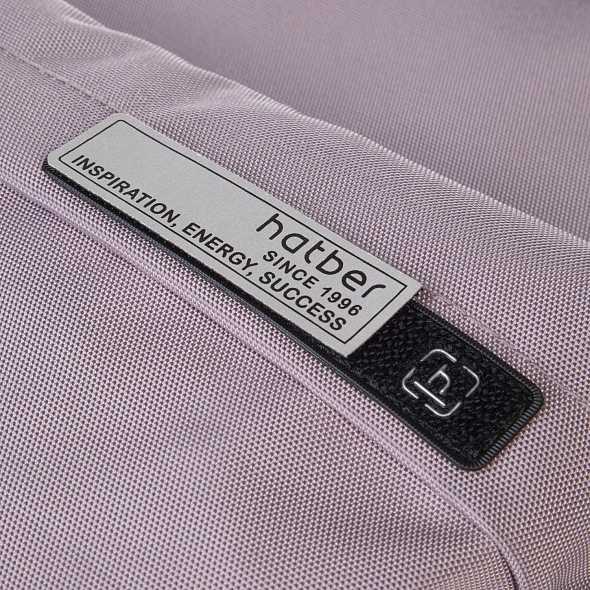 hatber
SINCE 1996
INSPIRATION, ENERGY, SUCCESS
h